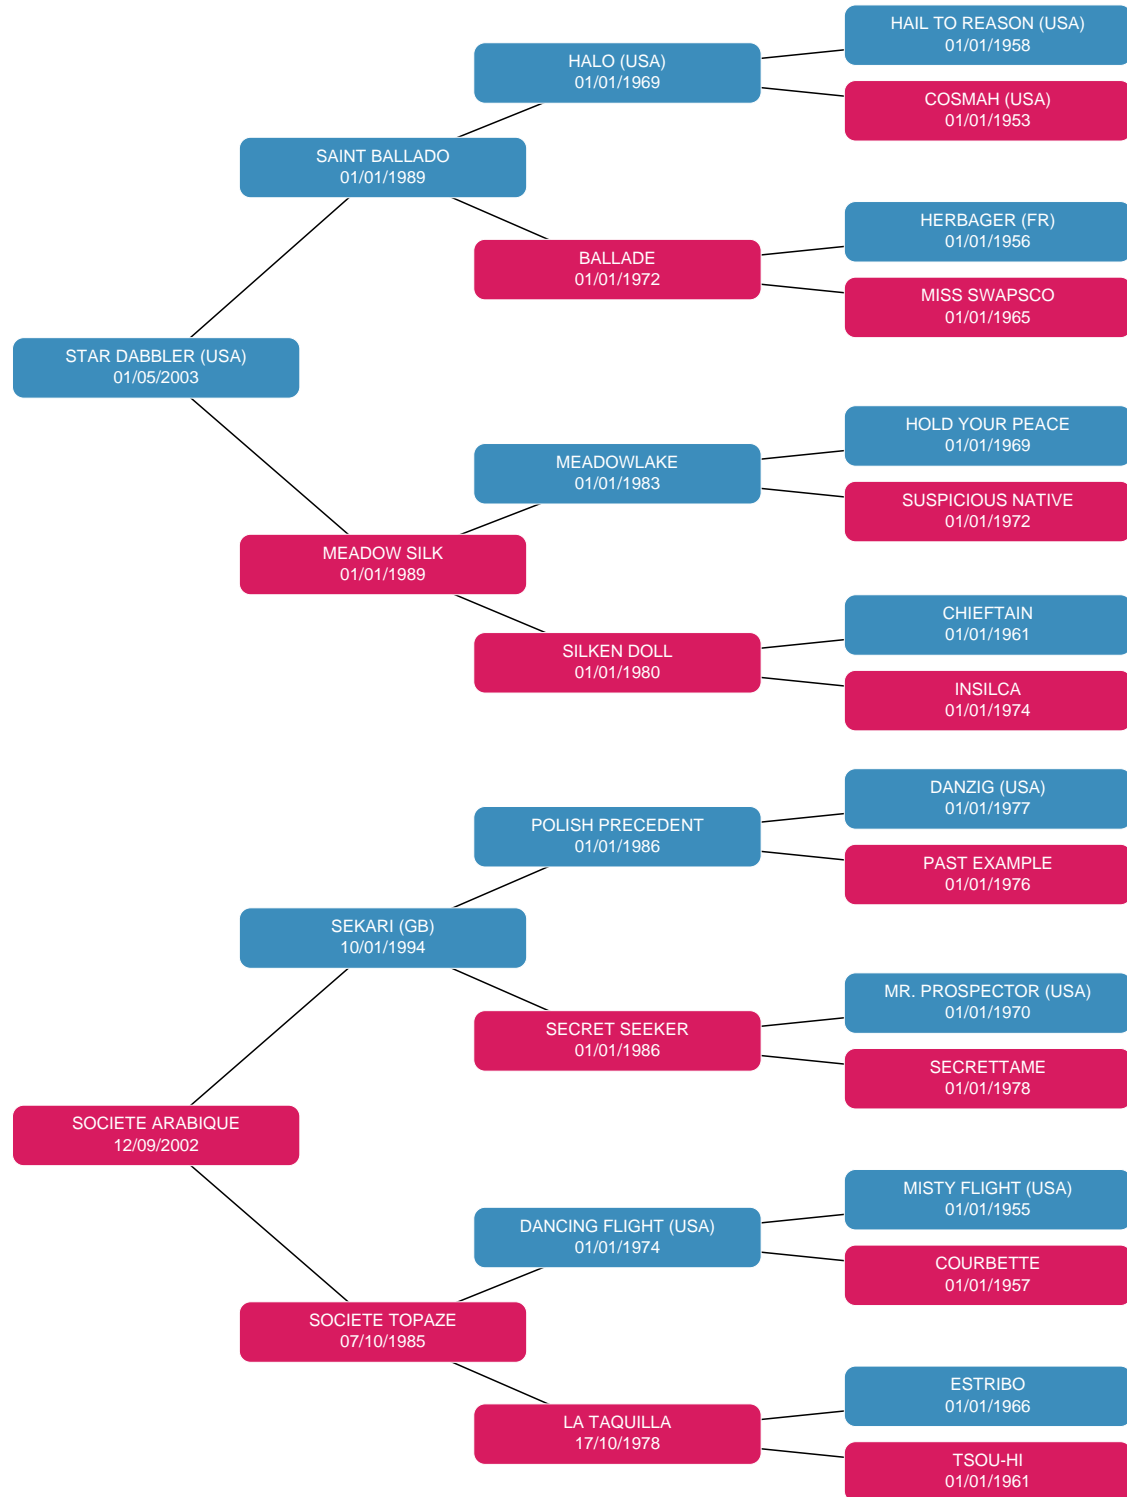 HAIL TO REASON (USA)
01/01/1958
HALO (USA)
01/01/1969
COSMAH (USA)
01/01/1953
SAINT BALLADO
01/01/1989
HERBAGER (FR)
01/01/1956
BALLADE
01/01/1972
MISS SWAPSCO
01/01/1965
STAR DABBLER (USA)
01/05/2003
HOLD YOUR PEACE
01/01/1969
MEADOWLAKE
01/01/1983
SUSPICIOUS NATIVE
01/01/1972
MEADOW SILK
01/01/1989
CHIEFTAIN
01/01/1961
SILKEN DOLL
01/01/1980
INSILCA
01/01/1974
DANZIG (USA)
01/01/1977
POLISH PRECEDENT
01/01/1986
PAST EXAMPLE
01/01/1976
SEKARI (GB)
10/01/1994
MR. PROSPECTOR (USA)
01/01/1970
SECRET SEEKER
01/01/1986
SECRETTAME
01/01/1978
SOCIETE ARABIQUE
12/09/2002
MISTY FLIGHT (USA)
01/01/1955
DANCING FLIGHT (USA)
01/01/1974
COURBETTE
01/01/1957
SOCIETE TOPAZE
07/10/1985
ESTRIBO
01/01/1966
LA TAQUILLA
17/10/1978
TSOU-HI
01/01/1961